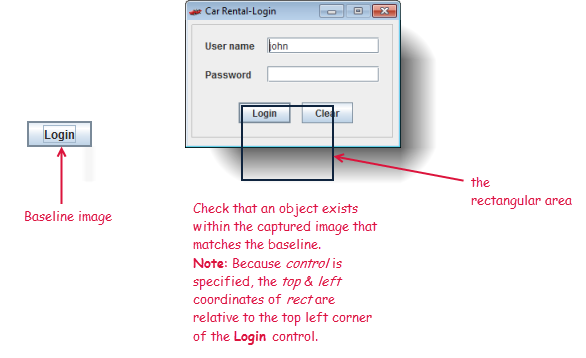 Car Rental-Login
User name
john
Password
Login
Clear
Login
Baseline image
the
rectangular area
Check that an object exists
within the captured image that
matches the baseline.
Note: Because control is
specified, the top & left
coordinates of rect are
relative to the top left corner
of the Login control.